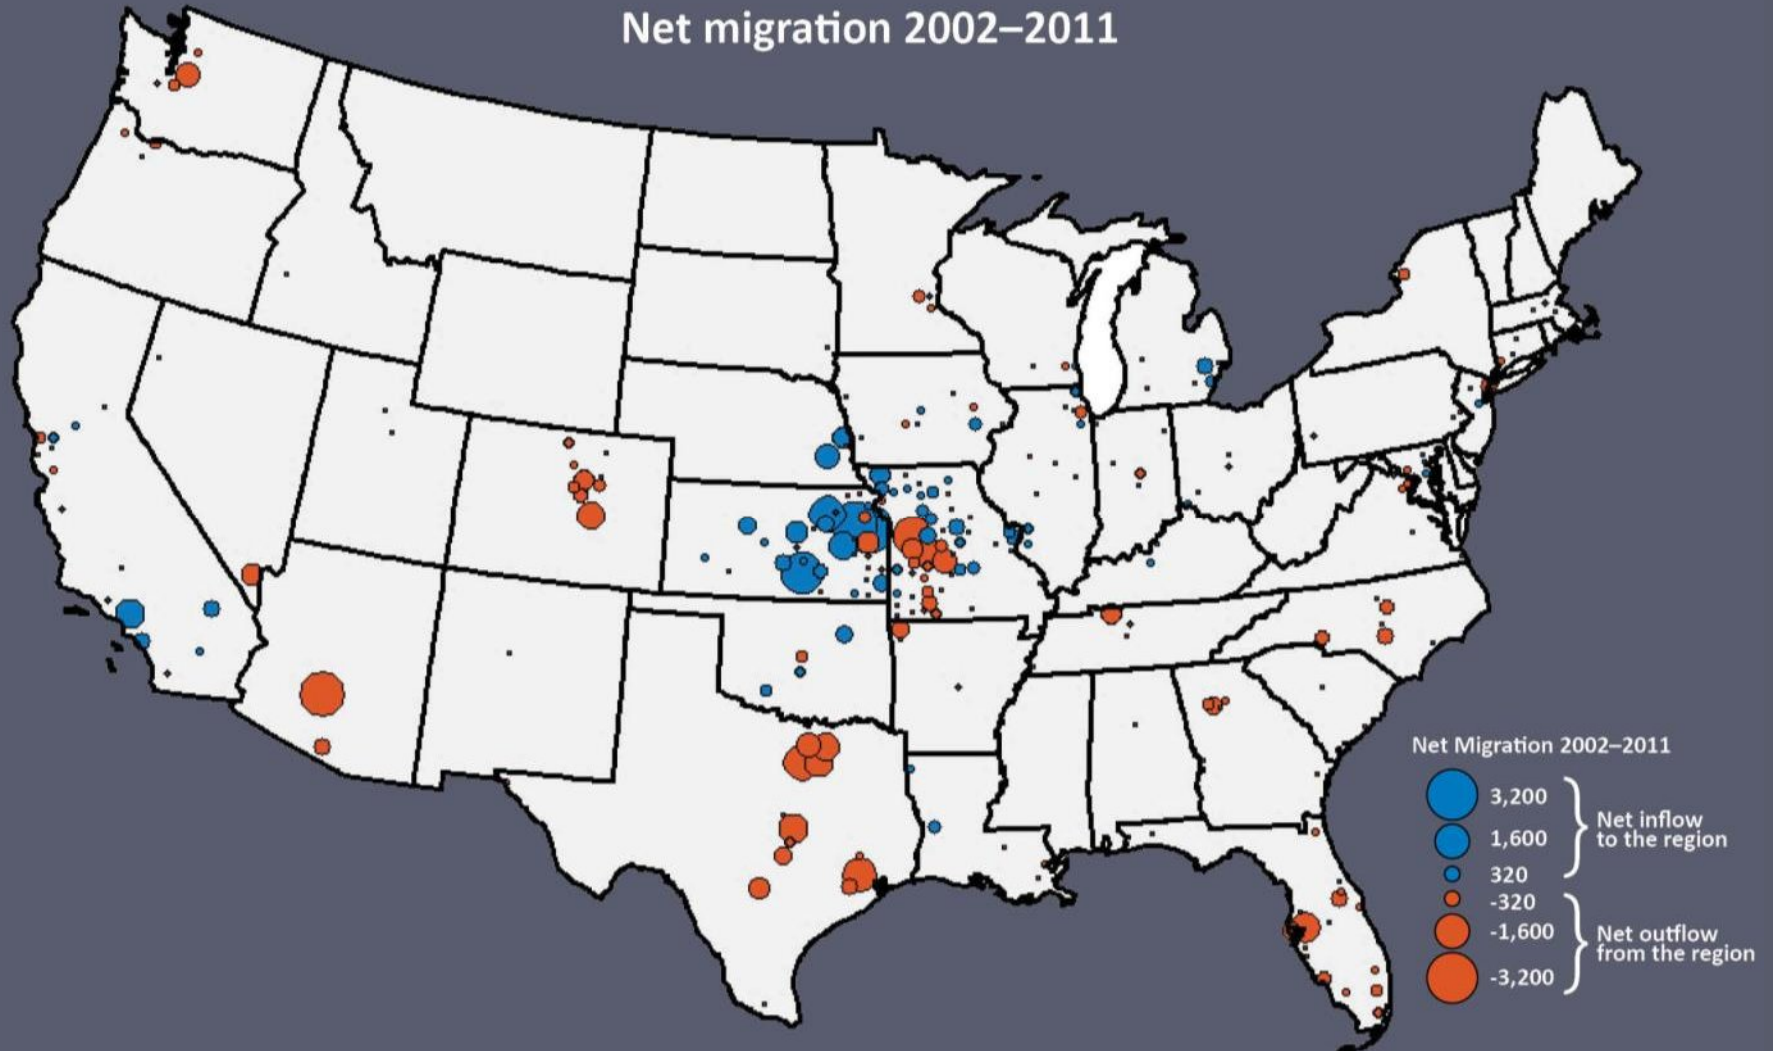 Net migration 2002–2011
Net Migration 2002–2011
3,200
1,600
320
Net inflow
to the region
-320
-1,600
-3,200
Net outflow
from the region